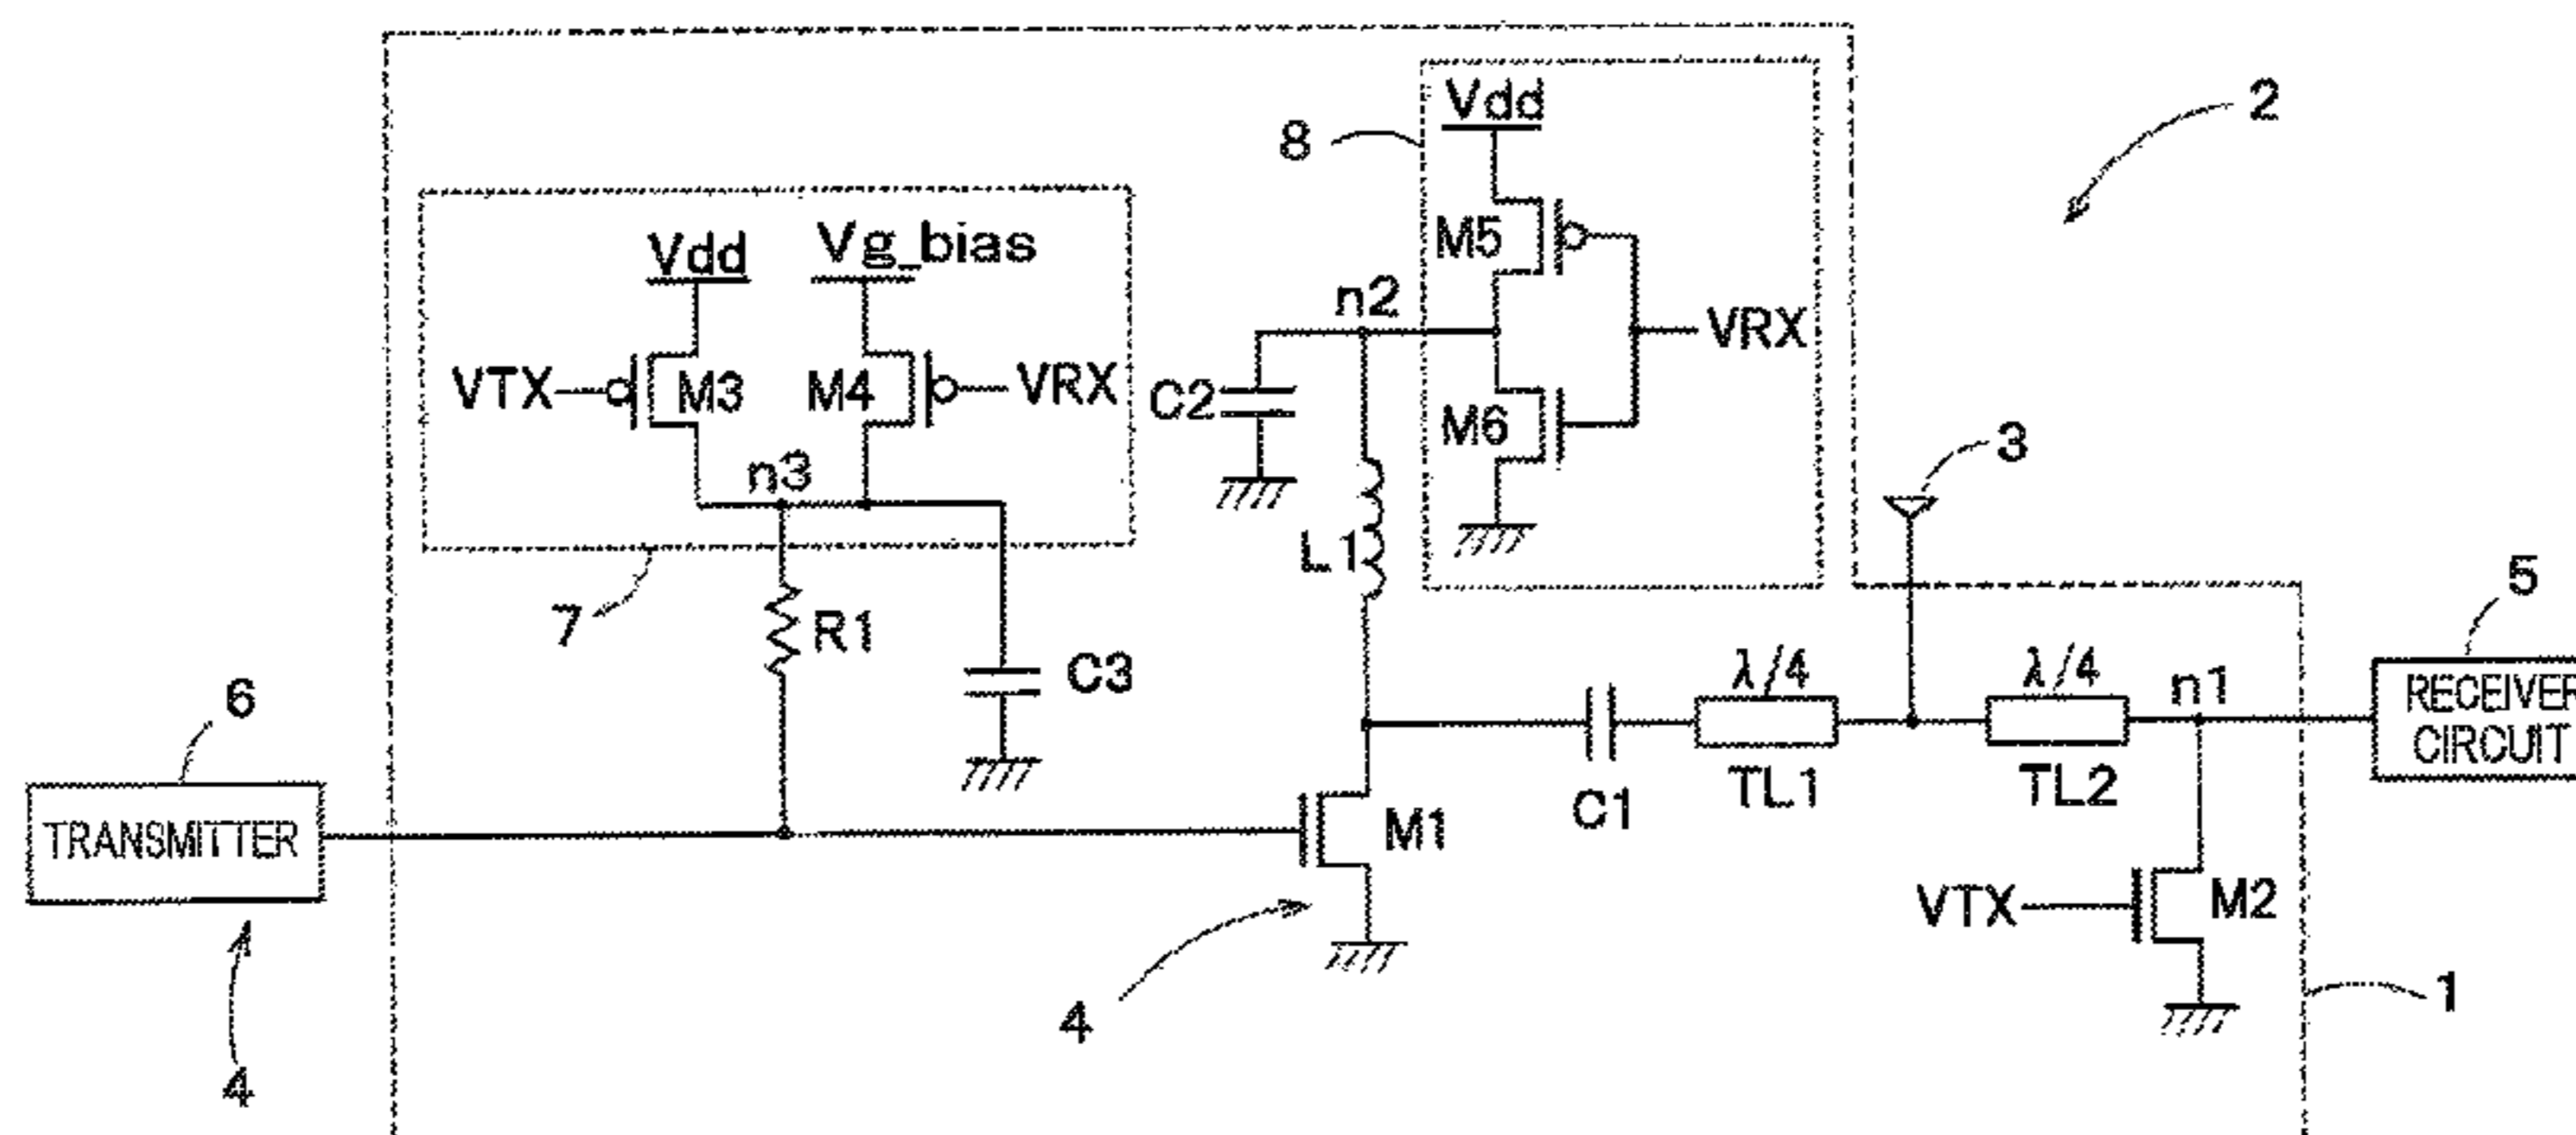 2
Vdd
8
M5
n2
VRX
C2
M6
Vdd
Vg_bias
VTX
M3
M4
VRX
n3
L1
3
7
R1
C3
5
6
λ/4
λ/4
n1
RECEIVER
CIRCUIT
TRANSMITTER
M1
C1
TL1
TL2
VTX
M2
4
4
1